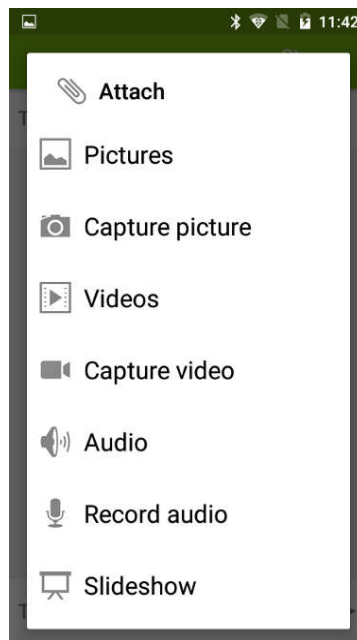 11:42
Attach
Pictures
Capture picture
Videos
Capture video
Audio
Record audio
Slideshow